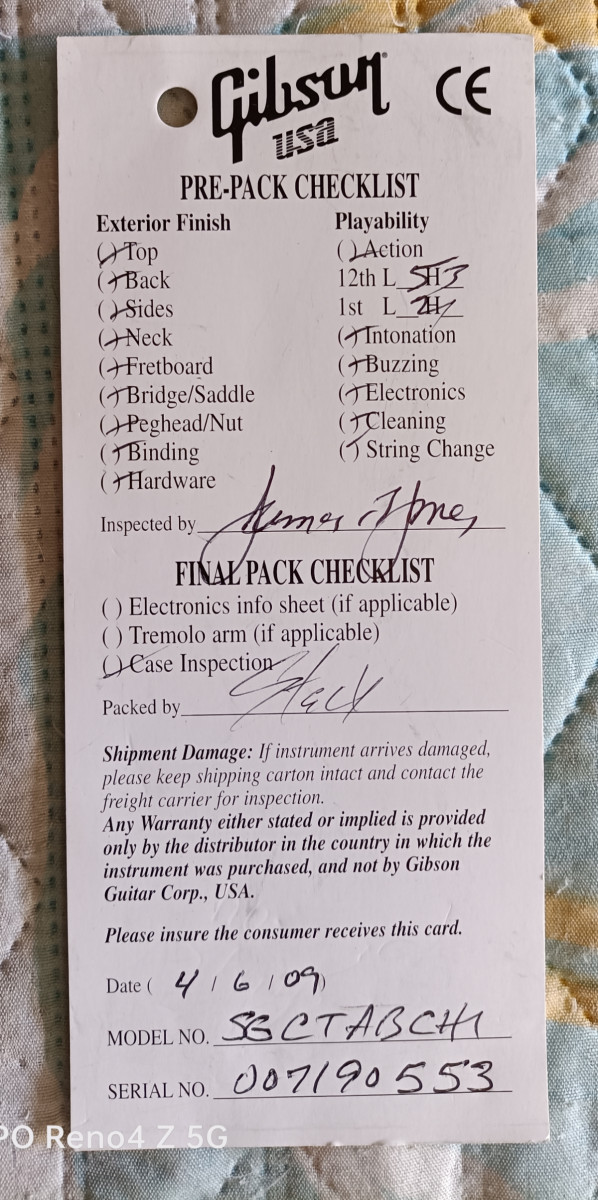 Gibson CE
usa
PRE-PACK CHECKLIST
Exterior Finish Playability
( ) Top ( ) Action
( ) Back 12th L 5H3
( ) Sides 1st L 2H1
( ) Neck ( ) Intonation
( ) Fretboard ( ) Buzzing
( ) Bridge/Saddle ( ) Electronics
( ) Peghead/Nut ( ) Cleaning
( ) Binding ( ) String Change
( ) Hardware
Inspected by
FINAL PACK CHECKLIST
( ) Electronics info sheet (if applicable)
( ) Tremolo arm (if applicable)
( ) Case Inspection
Packed by
Shipment Damage: If instrument arrives damaged,
please keep shipping carton intact and contact the
freight carrier for inspection.
Any Warranty either stated or implied is provided
only by the distributor in the country in which the
instrument was purchased, and not by Gibson
Guitar Corp., USA.
Please insure the consumer receives this card.
Date ( 4 / 6 / 09)
MODEL NO. SGCTABCH1
SERIAL NO. 007190553
PO Reno4 Z 5G